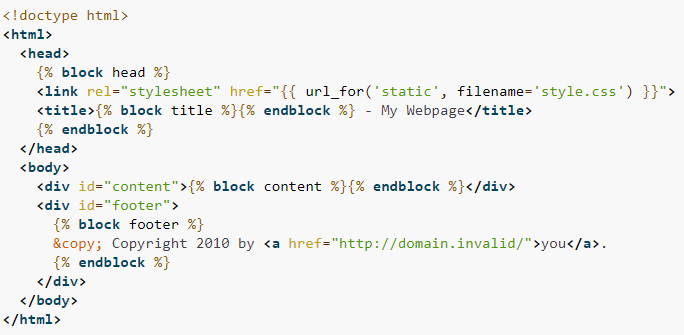 <!doctype html>
<html>
  <head>
    {% block head %}
    <link rel="stylesheet" href="{{ url_for('static', filename='style.css') }}">
    <title>{% block title %}{% endblock %} - My Webpage</title>
    {% endblock %}
  </head>
  <body>
    <div id="content">{% block content %}{% endblock %}</div>
    <div id="footer">
      {% block footer %}
      &copy; Copyright 2010 by <a href="http://domain.invalid/">you</a>.
      {% endblock %}
    </div>
  </body>
</html>